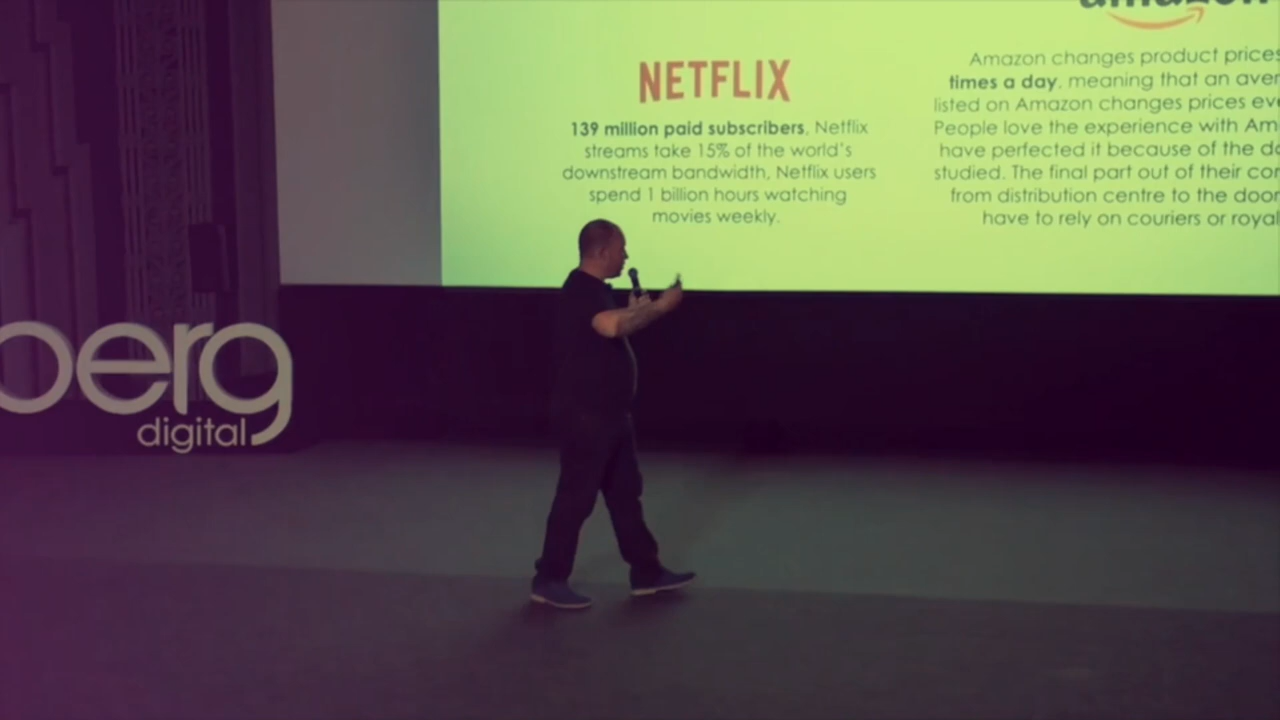 amazon
NETFLIX
139 million paid subscribers, Netflix
streams take 15% of the world's
downstream bandwidth, Netflix users
spend 1 billion hours watching
movies weekly.
Amazon changes product prices
times a day, meaning that an aver
listed on Amazon changes prices eve
People love the experience with Am
have perfected it because of the da
studied. The final part out of their con
from distribution centre to the door
have to rely on couriers or royal
berg
digital